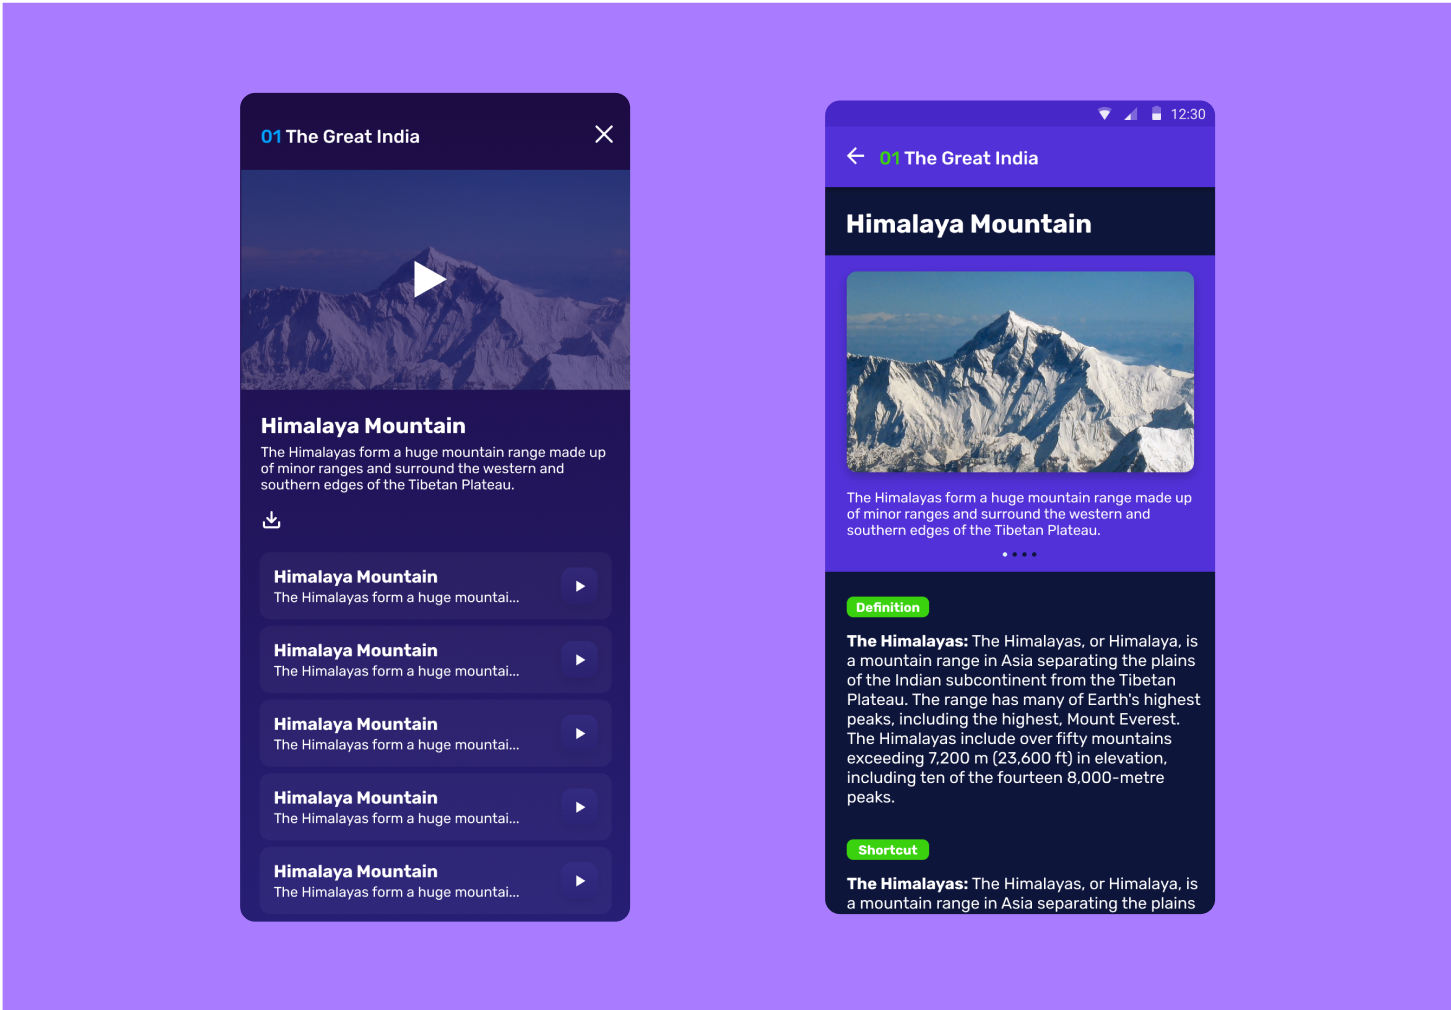 01 The Great India
Himalaya Mountain
The Himalayas form a huge mountain range made up
of minor ranges and surround the western and
southern edges of the Tibetan Plateau.
Himalaya Mountain
The Himalayas form a huge mountai...
Himalaya Mountain
The Himalayas form a huge mountai...
Himalaya Mountain
The Himalayas form a huge mountai...
Himalaya Mountain
The Himalayas form a huge mountai...
Himalaya Mountain
The Himalayas form a huge mountai...
12:30
01 The Great India
Himalaya Mountain
The Himalayas form a huge mountain range made up
of minor ranges and surround the western and
southern edges of the Tibetan Plateau.
Definition
The Himalayas: The Himalayas, or Himalaya, is
a mountain range in Asia separating the plains
of the Indian subcontinent from the Tibetan
Plateau. The range has many of Earth's highest
peaks, including the highest, Mount Everest.
The Himalayas include over fifty mountains
exceeding 7,200 m (23,600 ft) in elevation,
including ten of the fourteen 8,000-metre
peaks.
Shortcut
The Himalayas: The Himalayas, or Himalaya, is
a mountain range in Asia separating the plains